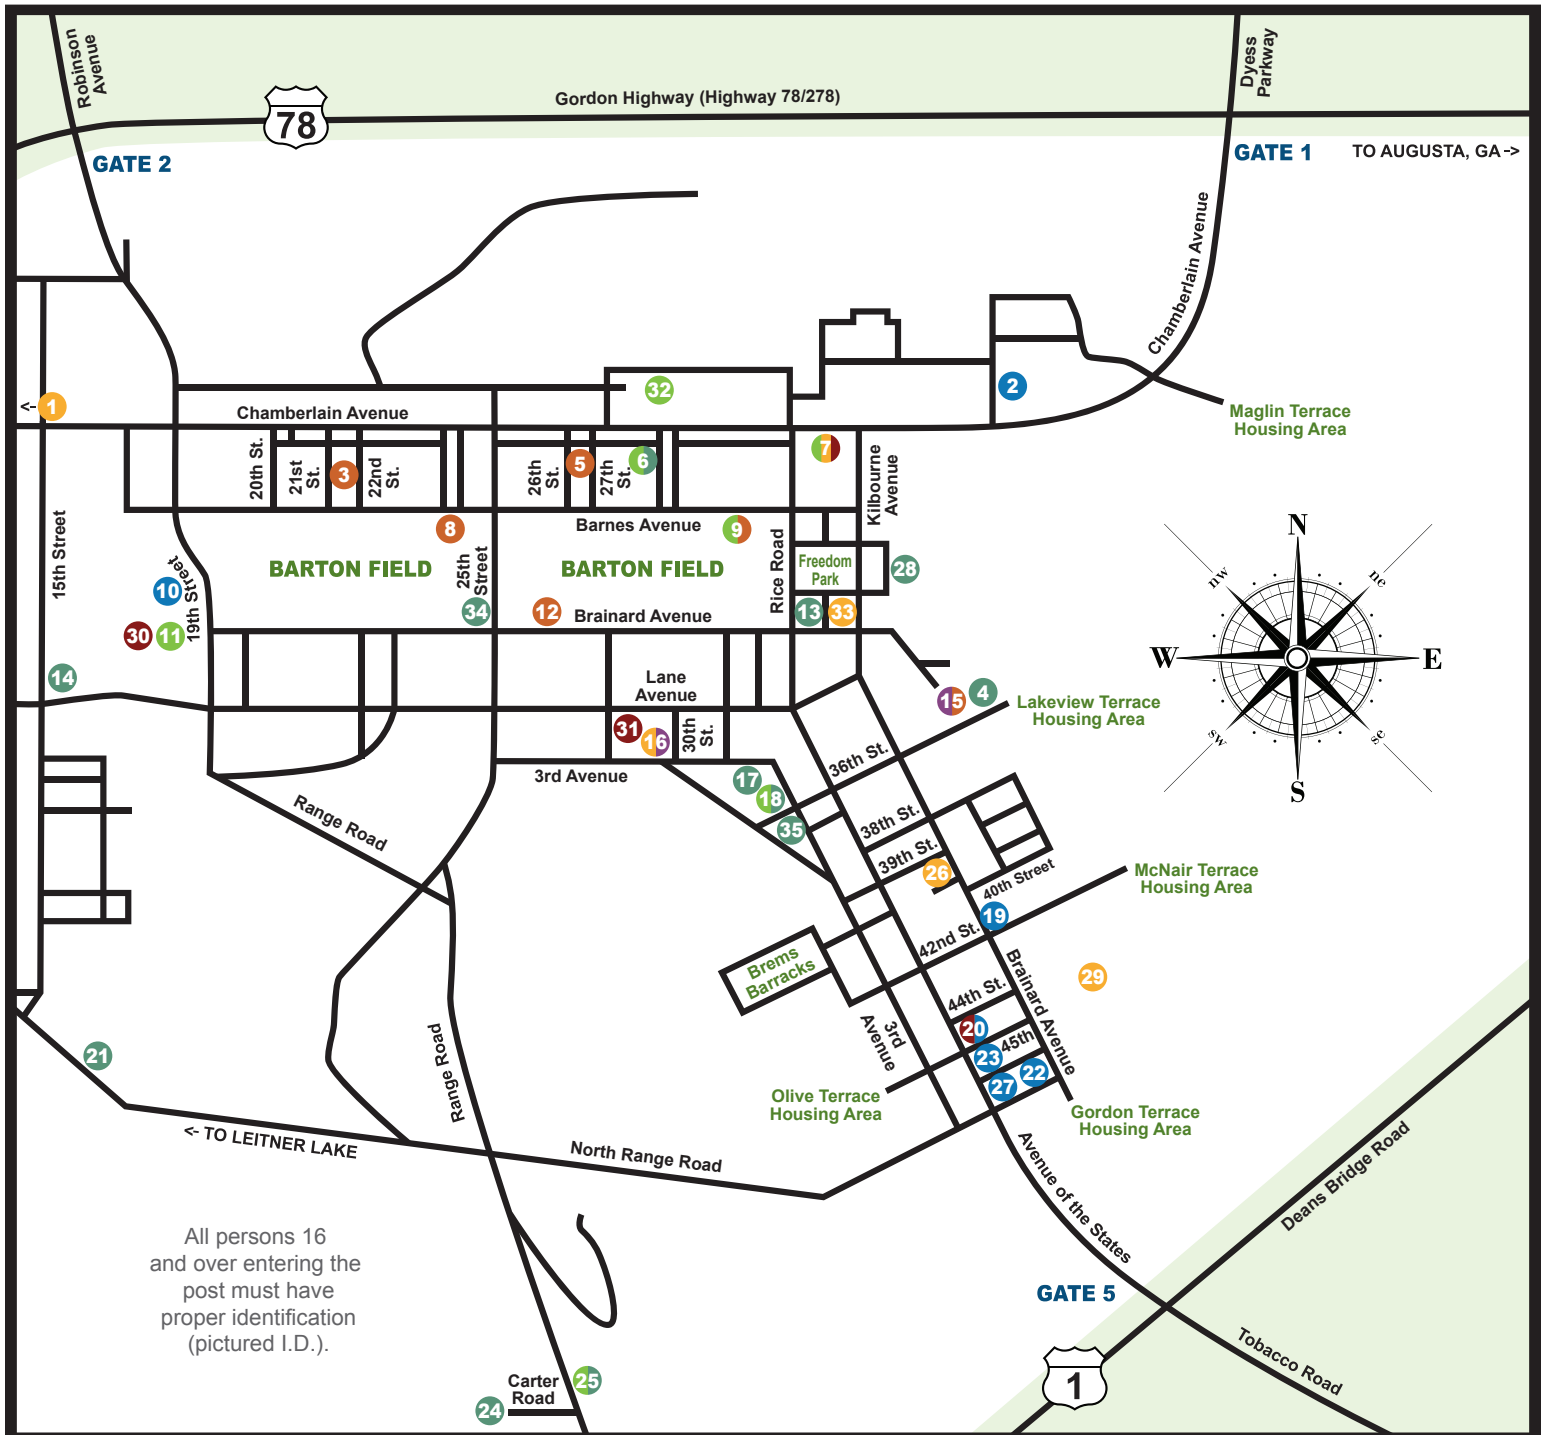 Robinson
Avenue
Dyess
Parkway
Gordon Highway (Highway 78/278)
78
GATE 2
GATE 1
TO AUGUSTA, GA ->
Chamberlain Avenue
32
2
<- 1
Chamberlain Avenue
Maglin Terrace
Housing Area
20th St.
21st
St.
3
22nd
St.
26th
St.
5
27th
St.
6
7
Kilbourne
Avenue
8
Barnes Avenue
9
15th Street
19th Street
10
BARTON FIELD
25th
Street
BARTON FIELD
Rice Road
Freedom
Park
28
34
12
Brainard Avenue
13
33
30
11
14
Lane
Avenue
15
4
Lakeview Terrace
Housing Area
N
ne
E
se
S
sw
W
nw
31
16
30th
St.
3rd Avenue
17
18
35
36th St.
38th St.
39th St.
26
40th Street
McNair Terrace
Housing Area
Range Road
19
42nd St.
Brems
Barracks
Brainard Avenue
29
44th St.
3rd
Avenue
20
45th
23
22
27
21
Range Road
Olive Terrace
Housing Area
Gordon Terrace
Housing Area
<- TO LEITNER LAKE
North Range Road
Avenue of the States
Deans Bridge Road
All persons 16
and over entering the
post must have
proper identification
(pictured I.D.).
GATE 5
Tobacco Road
1
Carter
Road
25
24